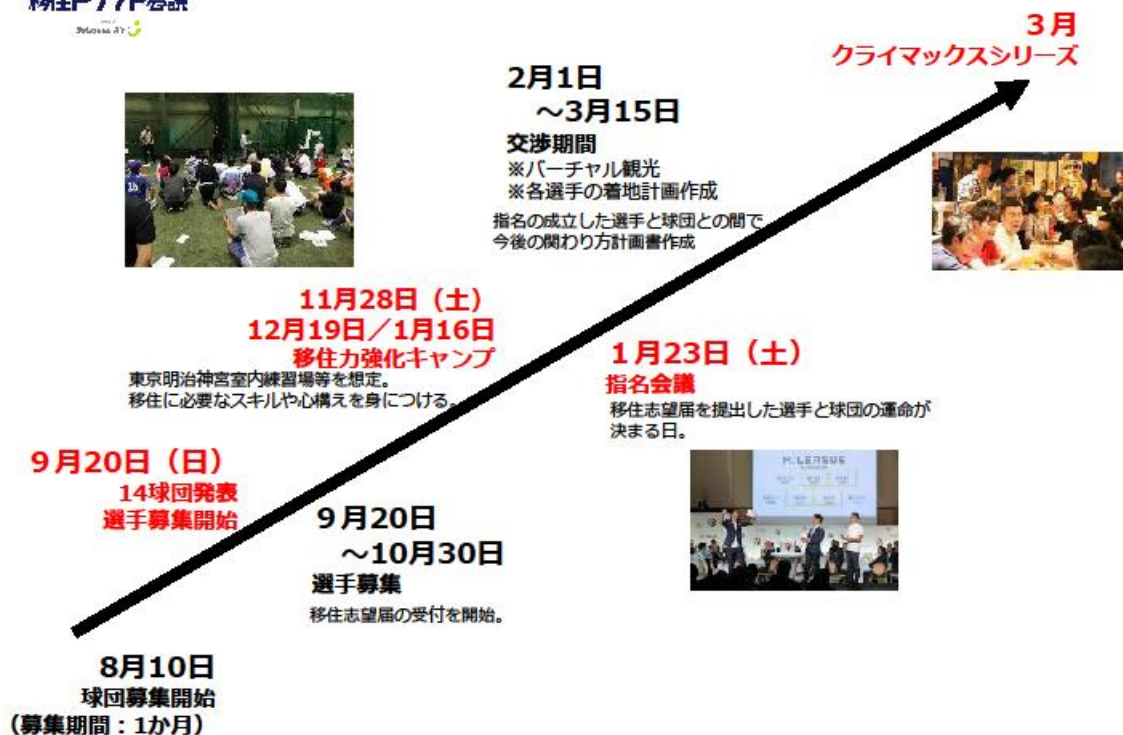 2月1日
～3月15日
交渉期間
※バーチャル観光
※各選手の着地計画作成
指名の成立した選手と球団との間で
今後の関わり方計画書作成
3月
クライマックスシリーズ
11月28日（土）
12月19日／1月16日
移住力強化キャンプ
東京明治神宮室内練習場等を想定。
移住に必要なスキルや心構えを身につける。
1月23日（土）
指名会議
移住志望届を提出した選手と球団の運命が
決まる日。
9月20日（日）
14球団発表
選手募集開始
9月20日
～10月30日
選手募集
移住志望届の受付を開始。
8月10日
球団募集開始
（募集期間：1か月）